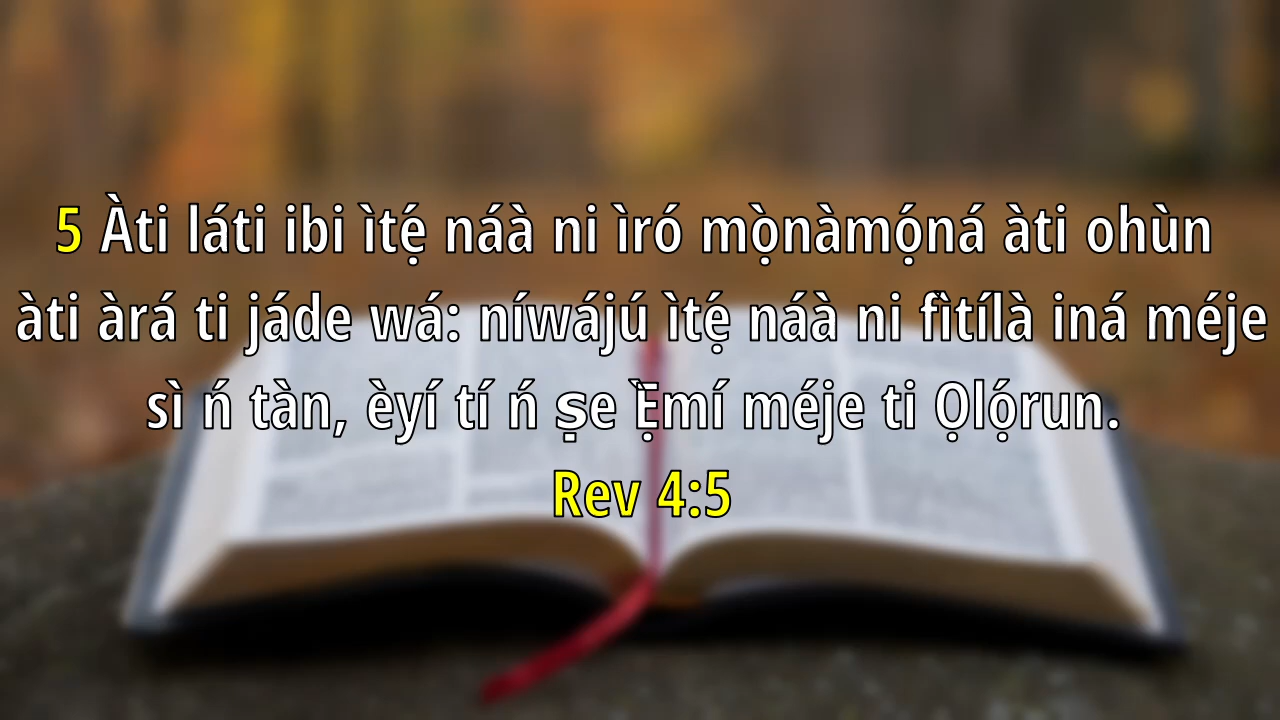 5 Àti láti ibi ìtẹ́ náà ni ìró mọ̀nàmọ́ná àti ohùn
àti àrá ti jáde wá: níwájú ìtẹ́ náà ni fìtílà iná méje
sì ń tàn, èyí tí ń ṣe Ẹ̀mí méje ti Ọlọ́run.
Rev 4:5